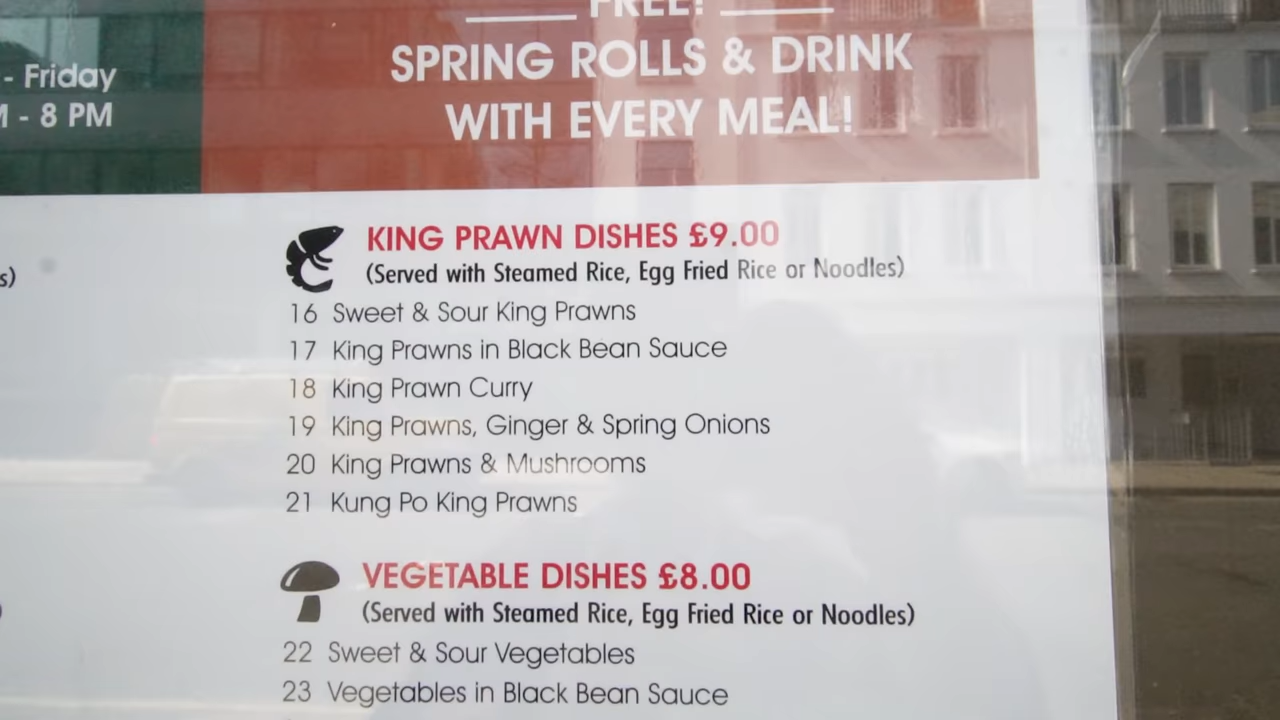 - Friday
- 8 PM
FREE!
SPRING ROLLS & DRINK
WITH EVERY MEAL!
s)
KING PRAWN DISHES £9.00
(Served with Steamed Rice, Egg Fried Rice or Noodles)
16 Sweet & Sour King Prawns
17 King Prawns in Black Bean Sauce
18 King Prawn Curry
19 King Prawns, Ginger & Spring Onions
20 King Prawns & Mushrooms
21 Kung Po King Prawns
VEGETABLE DISHES £8.00
(Served with Steamed Rice, Egg Fried Rice or Noodles)
22 Sweet & Sour Vegetables
23 Vegetables in Black Bean Sauce